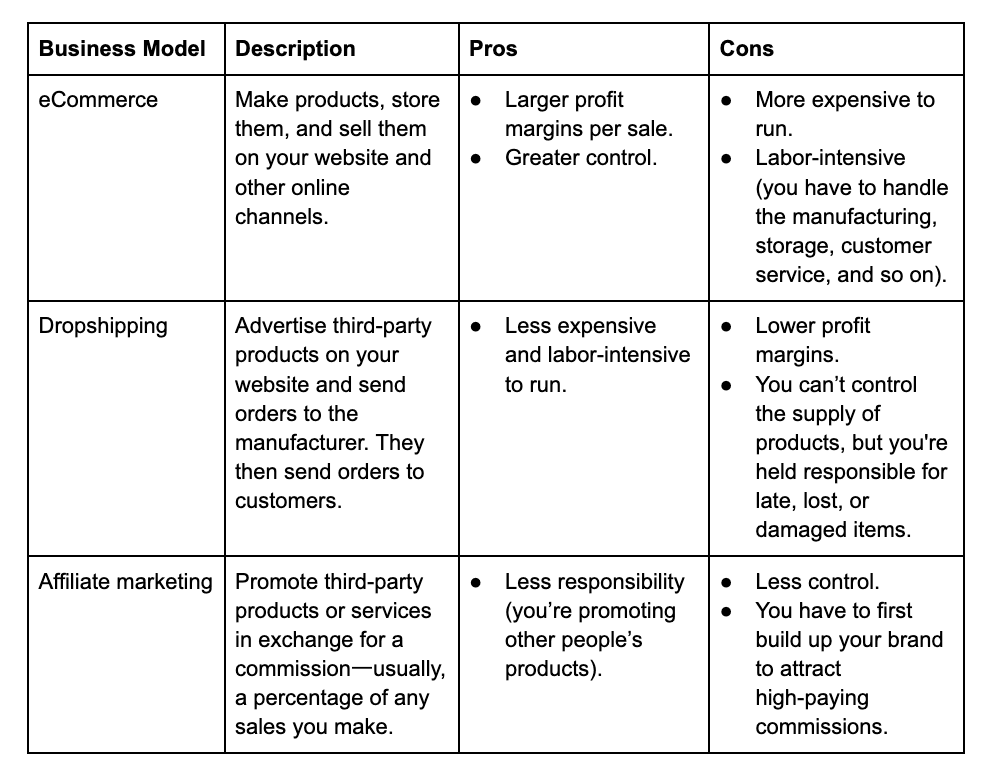 Business Model Description Pros Cons
eCommerce
Make products, store
them, and sell them
on your website and
other online
channels.
● Larger profit
margins per sale.
● Greater control.
● More expensive to
run.
● Labor-intensive
(you have to handle
the manufacturing,
storage, customer
service, and so on).
Dropshipping
Advertise third-party
products on your
website and send
orders to the
manufacturer. They
then send orders to
customers.
● Less expensive
and labor-intensive
to run.
● Lower profit
margins.
● You can’t control
the supply of
products, but you're
held responsible for
late, lost, or
damaged items.
Affiliate marketing
Promote third-party
products or services
in exchange for a
commission—usually,
a percentage of any
sales you make.
● Less responsibility
(you’re promoting
other people’s
products).
● Less control.
● You have to first
build up your brand
to attract
high-paying
commissions.